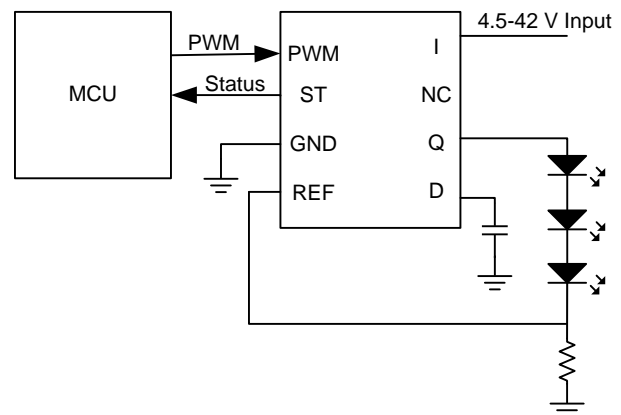 4.5-42 V Input
PWM
PWM
I
MCU
Status
ST
NC
GND
Q
REF
D